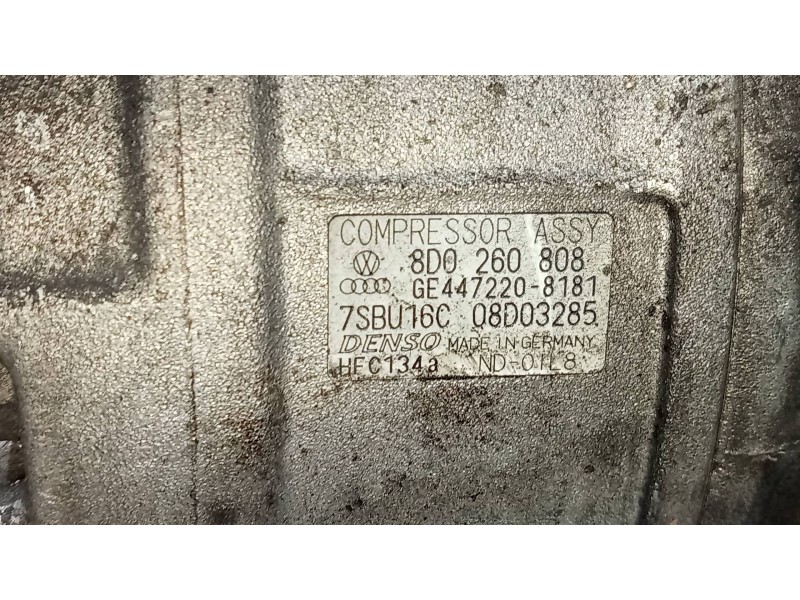 COMPRESSOR ASSY
8D0 260 808
GE447220-8181
7SBU16C 08D03285
DENSO MADE IN GERMANY
HFC134a ND-OIL8